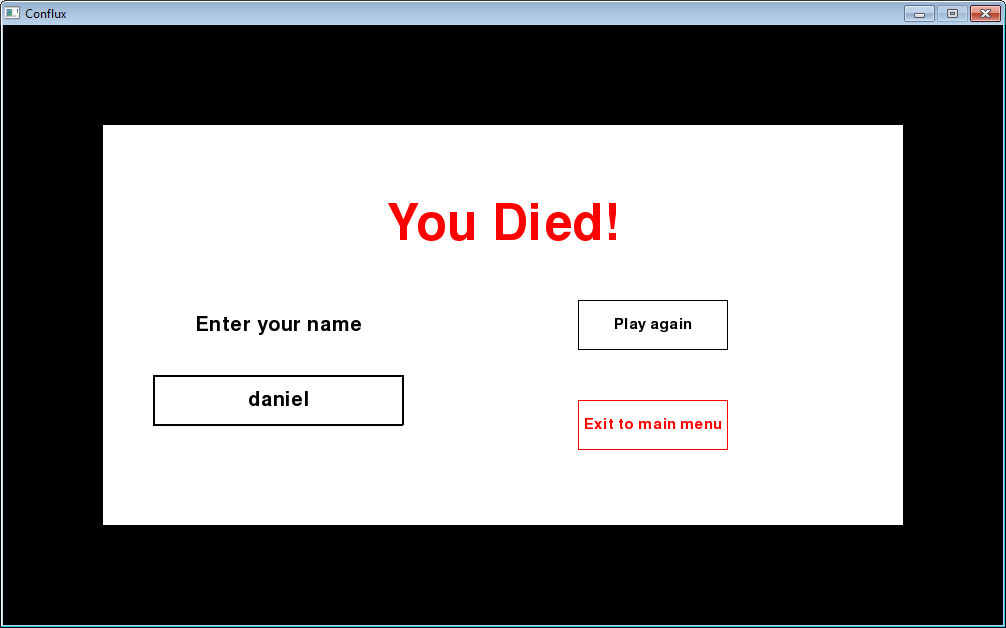 Conflux
You Died!
Enter your name
daniel
Play again
Exit to main menu